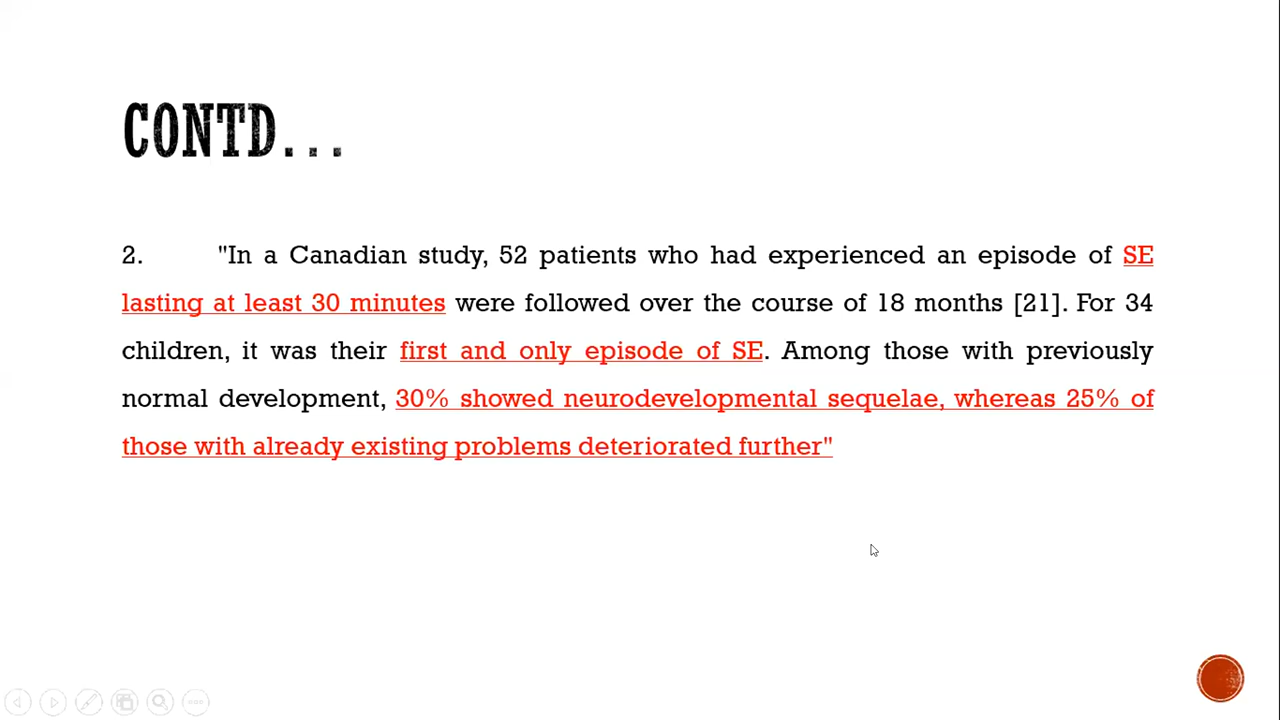 CONTD...
2. "In a Canadian study, 52 patients who had experienced an episode of SE
lasting at least 30 minutes were followed over the course of 18 months [21]. For 34
children, it was their first and only episode of SE. Among those with previously
normal development, 30% showed neurodevelopmental sequelae, whereas 25% of
those with already existing problems deteriorated further"